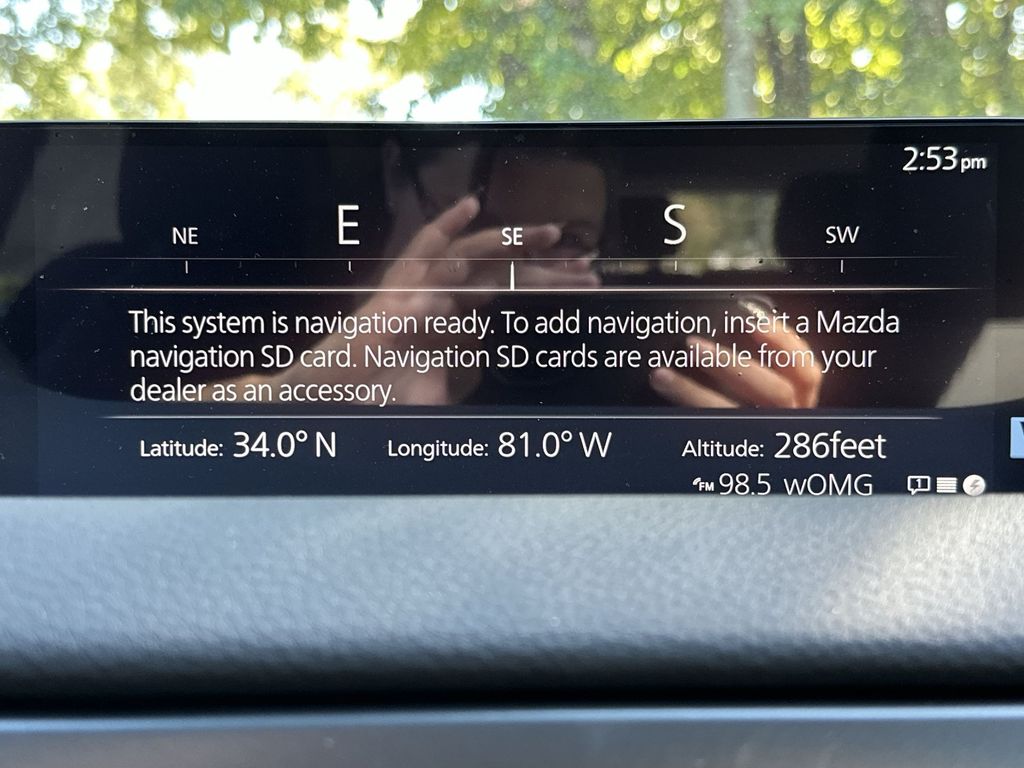 2:53pm
NE E SE S SW
This system is navigation ready. To add navigation, insert a Mazda
navigation SD card. Navigation SD cards are available from your
dealer as an accessory.
Latitude: 34.0° N Longitude: 81.0° W Altitude: 286feet
FM 98.5 wOMG 1